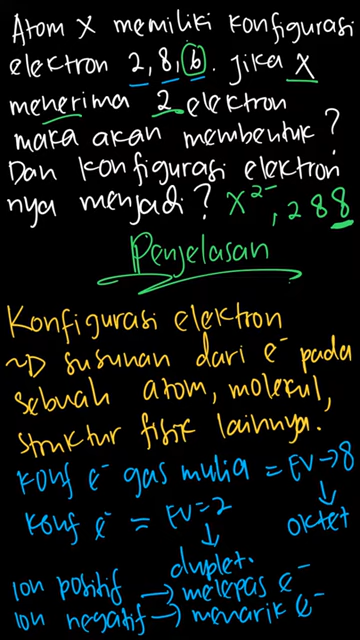 Atom X memiliki konfigurasi
elektron 2, 8, 6. jika X
menerima 2 elektron
maka akan membentuk?
Dan konfigurasi elektron
nya menjadi? X²⁻, 2 8 8
Penjelasan
Konfigurasi elektron
~D susunan dari e⁻ pada
sebuah atom, molekul,
struktur fisik lainnya.
Konf e⁻ gas mulia = EV → 8
↓
oktet
Konf e⁻ = EV = 2
↓
duplet.
Ion positif → melepas e⁻
Ion negatif → menarik e⁻